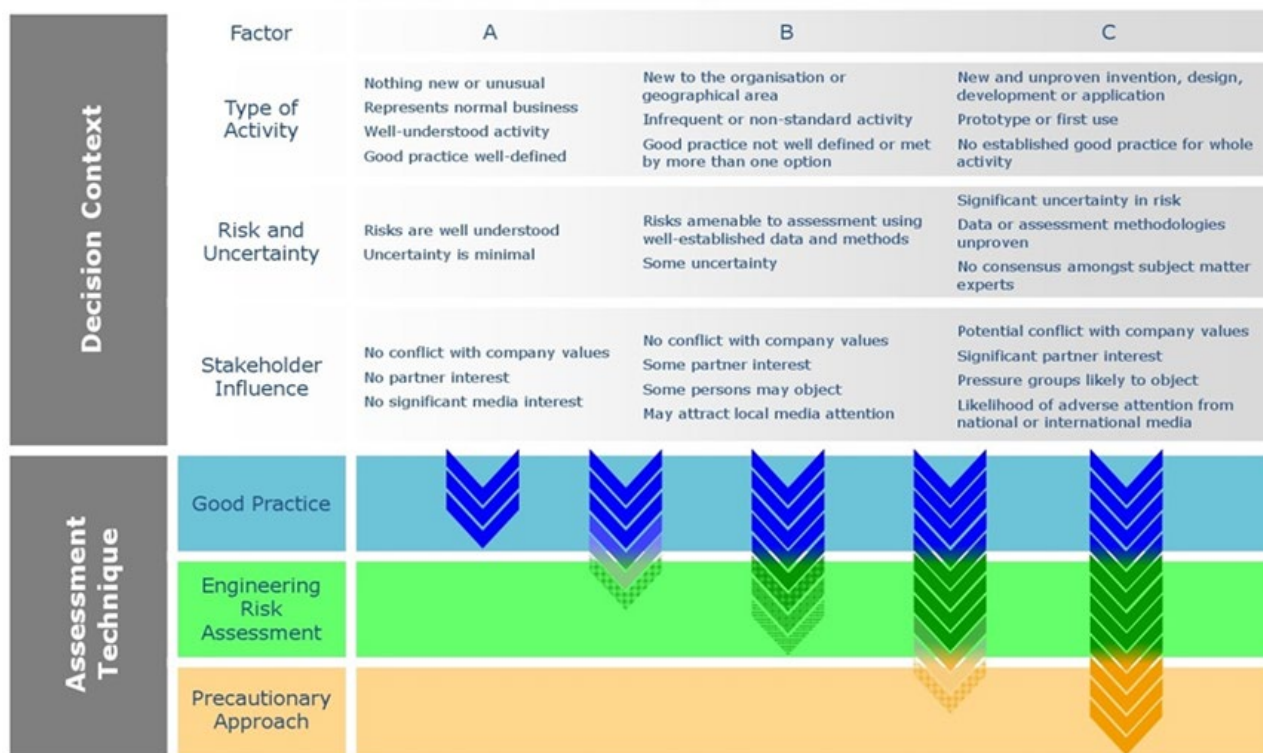 Decision Context
Factor
A
B
C
Type of
Activity
Nothing new or unusual
Represents normal business
Well-understood activity
Good practice well-defined
New to the organisation or
geographical area
Infrequent or non-standard activity
Good practice not well defined or met
by more than one option
New and unproven invention, design,
development or application
Prototype or first use
No established good practice for whole
activity
Risk and
Uncertainty
Risks are well understood
Uncertainty is minimal
Risks amenable to assessment using
well-established data and methods
Some uncertainty
Significant uncertainty in risk
Data or assessment methodologies
unproven
No consensus amongst subject matter
experts
Stakeholder
Influence
No conflict with company values
No partner interest
No significant media interest
No conflict with company values
Some partner interest
Some persons may object
May attract local media attention
Potential conflict with company values
Significant partner interest
Pressure groups likely to object
Likelihood of adverse attention from
national or international media
Assessment
Technique
Good Practice
Engineering
Risk
Assessment
Precautionary
Approach